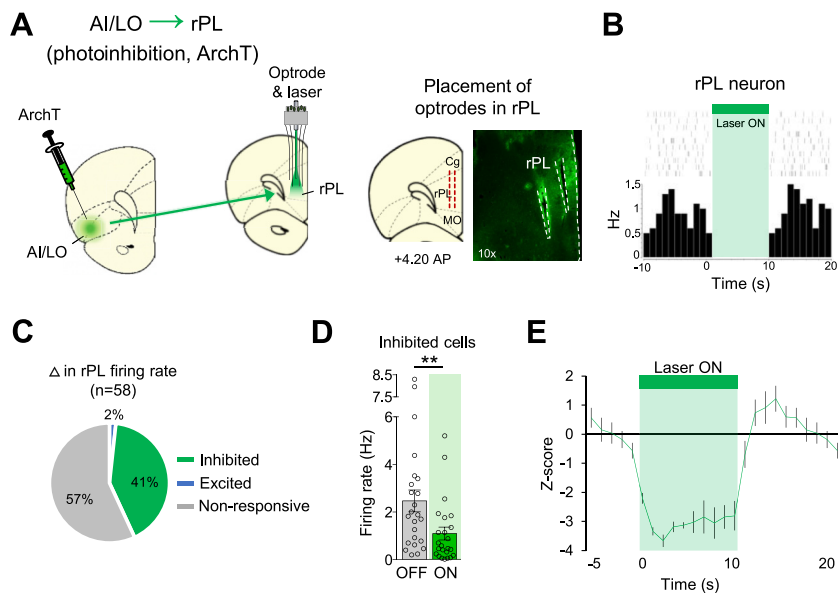 A
AI/LO → rPL
(photoinhibition, ArchT)
Optrode
& laser
ArchT
rPL
AI/LO
Placement of
optrodes in rPL
Cg
rPL
MO
+4.20 AP
rPL
10x
B
rPL neuron
Laser ON
Hz
1.5
1
0.5
0
-10
0
10
20
Time (s)
C
Δ in rPL firing rate
(n=58)
2%
41%
57%
Inhibited
Excited
Non-responsive
D
Inhibited cells
**
Firing rate (Hz)
8.5
7.5
6
4
2
0
OFF
ON
E
Laser ON
Z-score
2
1
0
-1
-2
-3
-4
-5
0
10
20
Time (s)